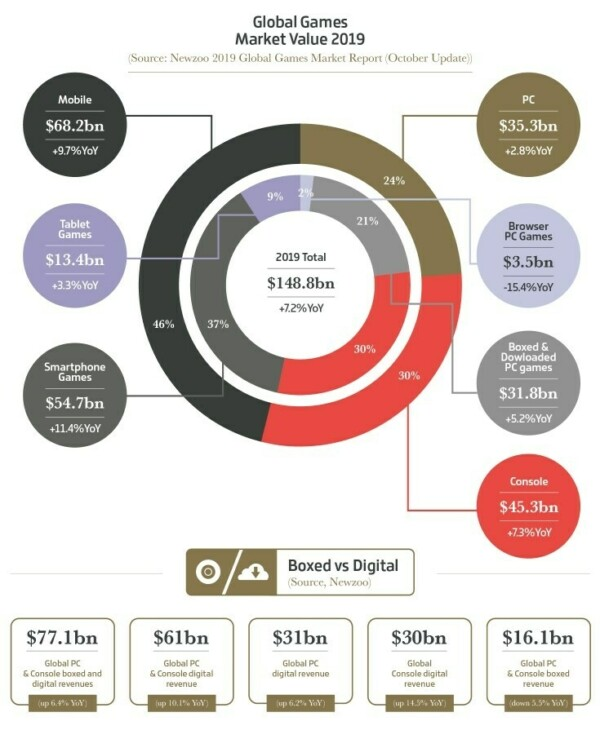 Global Games
Market Value 2019
(Source: Newzoo 2019 Global Games Market Report (October Update))
Mobile
$68.2bn
+9.7%YoY
PC
$35.3bn
+2.8%YoY
Tablet
Games
$13.4bn
+3.3%YoY
Browser
PC Games
$3.5bn
-15.4%YoY
Smartphone
Games
$54.7bn
+11.4%YoY
Boxed &
Dowloaded
PC games
$31.8bn
+5.2%YoY
Console
$45.3bn
+7.3%YoY
24%
9%
2%
21%
46%
37%
30%
30%
2019 Total
$148.8bn
+7.2%YoY
Boxed vs Digital
(Source, Newzoo)
$77.1bn
Global PC
& Console boxed and
digital revenues
(up 6.4% YoY)
$61bn
Global PC
& Console digital
revenue
(up 10.1% YoY)
$31bn
Global PC
digital revenue
(up 6.2% YoY)
$30bn
Global
Console digital
revenue
(up 14.5% YoY)
$16.1bn
Global PC
& Console boxed
revenue
(down 5.5% YoY)